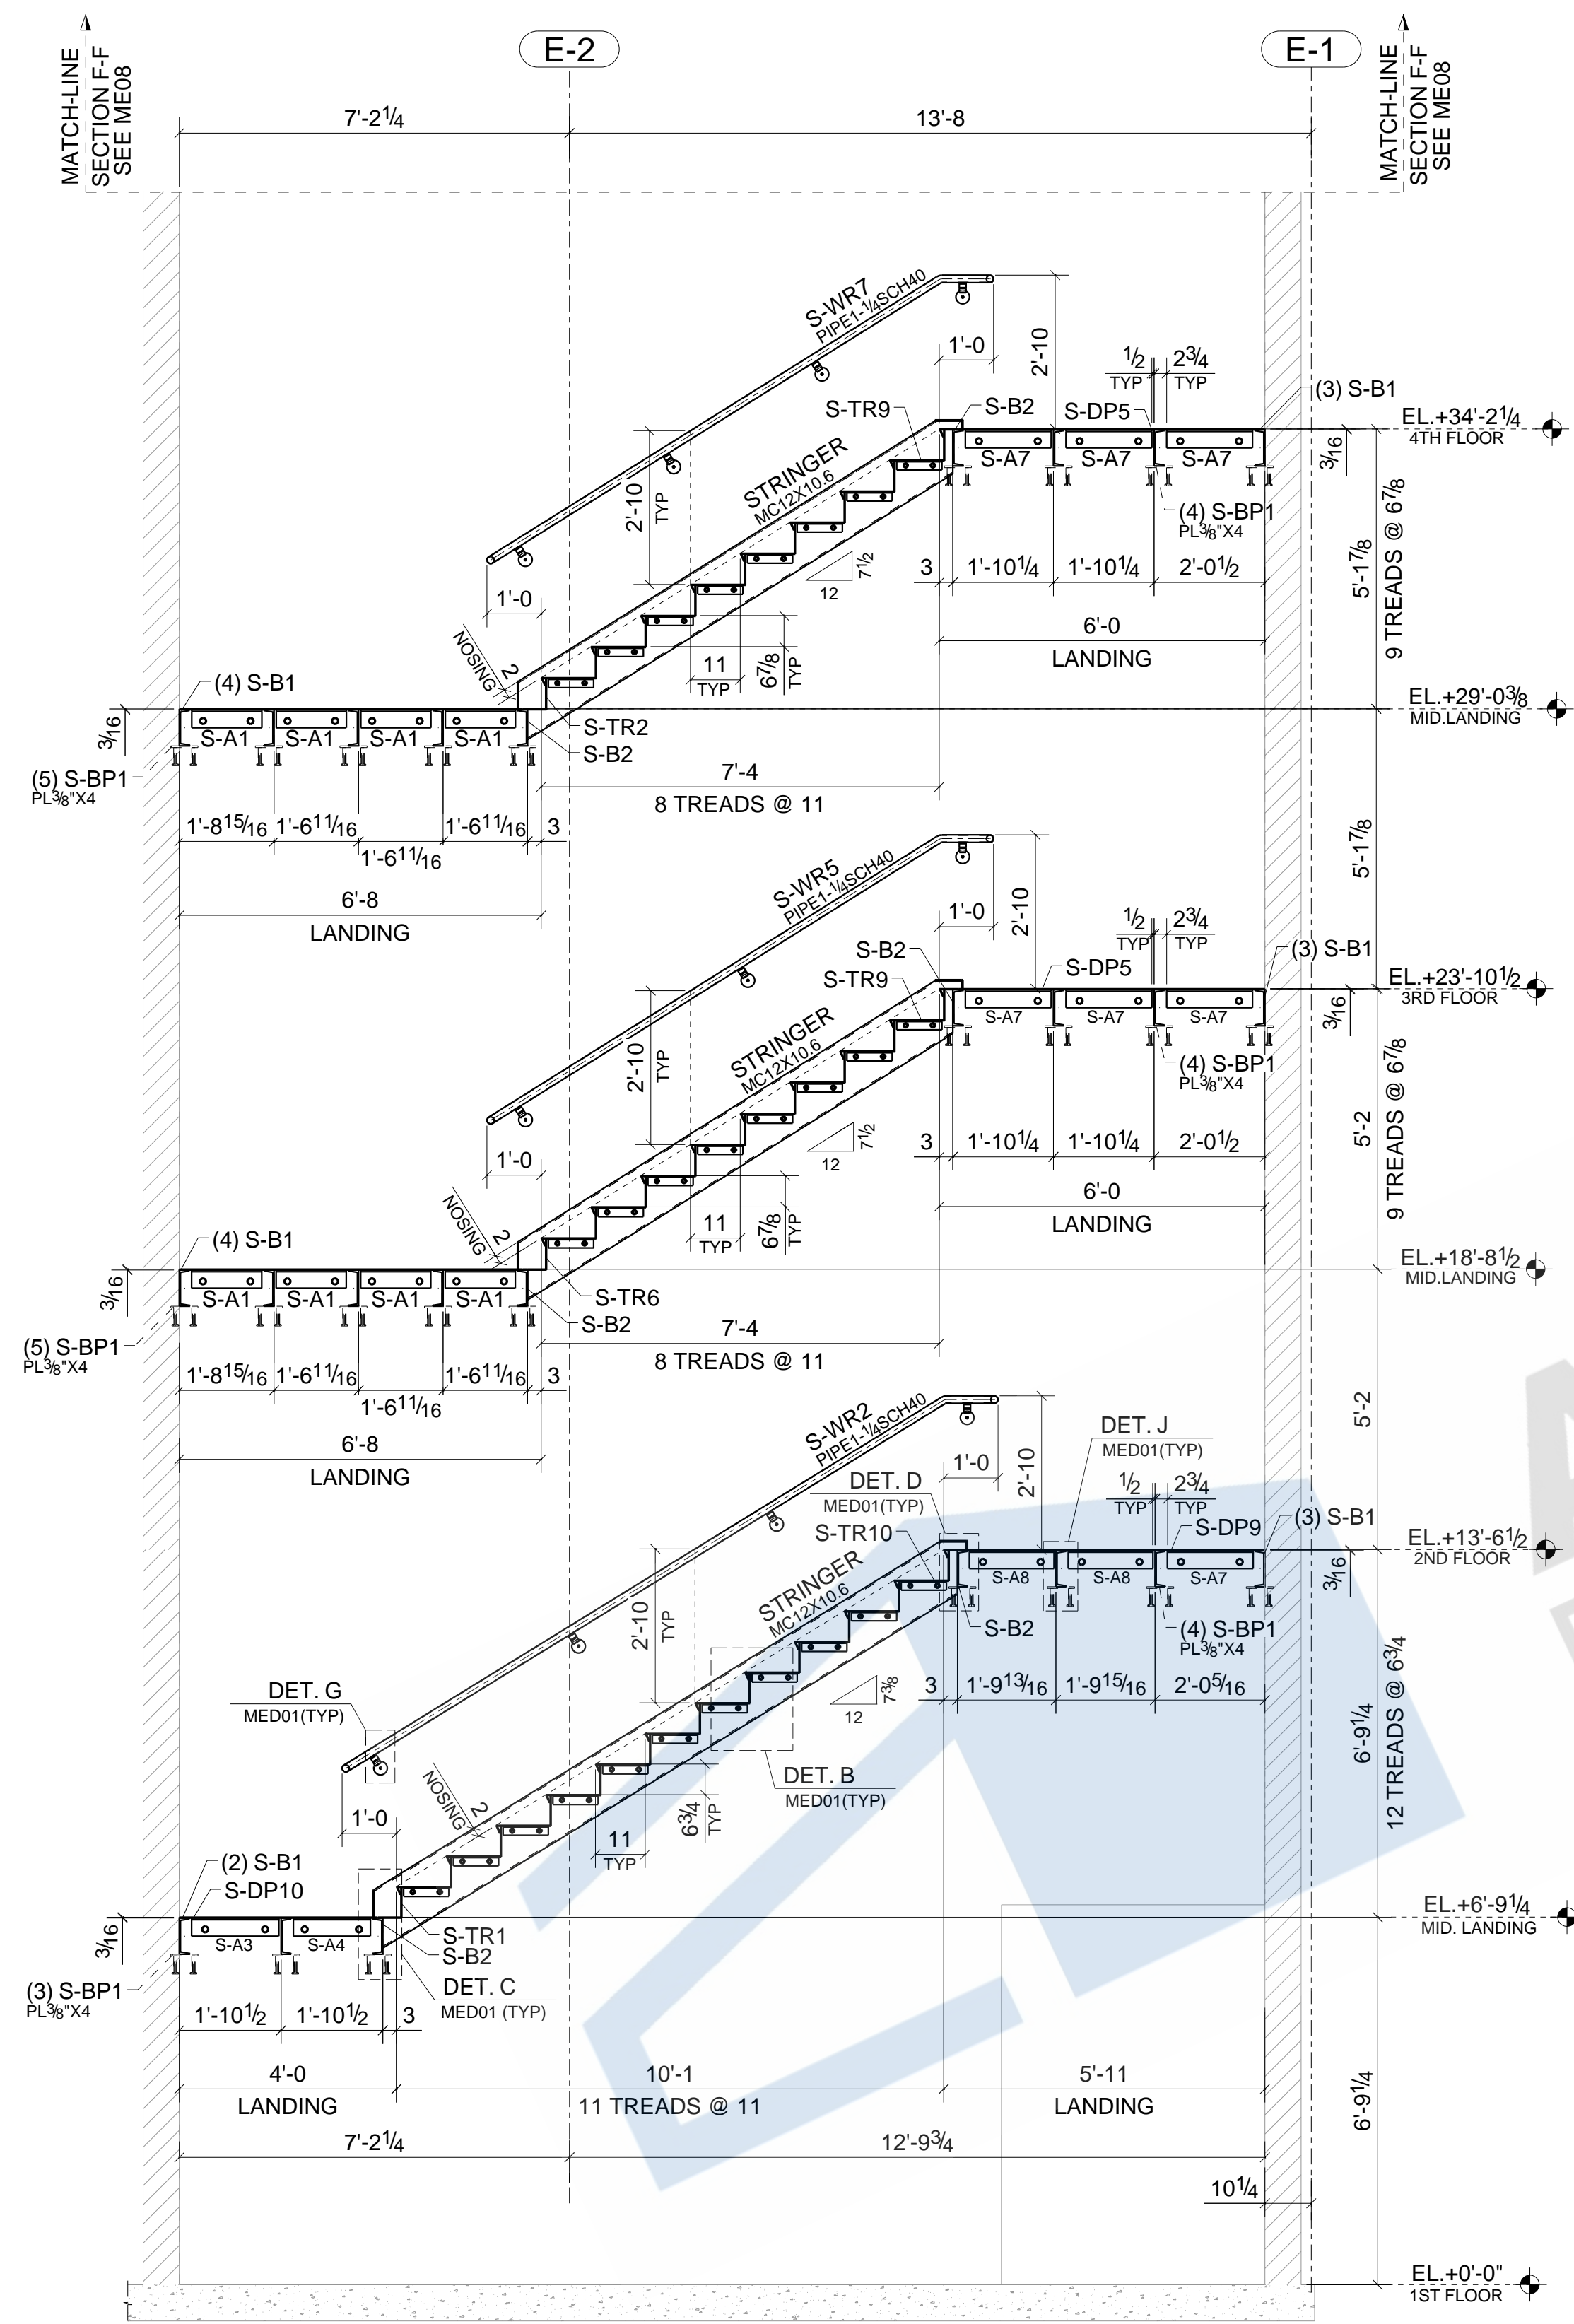 MATCH-LINE
SECTION F-F
SEE ME08
E-2
E-1
MATCH-LINE
SECTION F-F
SEE ME08
7'-2 1/4
13'-8
S-WR7
PIPE1-1/4SCH40
1'-0
2'-10
1/2
TYP
2 3/4
TYP
(3) S-B1
S-TR9
S-B2
S-DP5
EL.+34'-2 1/4
4TH FLOOR
2'-10
TYP
STRINGER
MC12X10.6
S-A7
S-A7
S-A7
3/16
(4) S-BP1
PL3/8"X4
7 1/2
12
3
1'-10 1/4
1'-10 1/4
2'-0 1/2
5'-1 7/8
9 TREADS @ 6 7/8
1'-0
6'-0
LANDING
NOSING
2
11
TYP
6 7/8
TYP
(4) S-B1
EL.+29'-0 3/8
MID.LANDING
3/16
S-A1
S-A1
S-A1
S-A1
S-TR2
S-B2
(5) S-BP1
PL3/8"X4
7'-4
8 TREADS @ 11
1'-8 15/16
1'-6 11/16
1'-6 11/16
1'-6 11/16
3
5'-1 7/8
6'-8
LANDING
S-WR5
PIPE1-1/4SCH40
1'-0
2'-10
1/2
TYP
2 3/4
TYP
S-B2
S-TR9
S-DP5
(3) S-B1
EL.+23'-10 1/2
3RD FLOOR
2'-10
TYP
STRINGER
MC12X10.6
S-A7
S-A7
S-A7
3/16
(4) S-BP1
PL3/8"X4
7 1/2
12
3
1'-10 1/4
1'-10 1/4
2'-0 1/2
5'-2
9 TREADS @ 6 7/8
1'-0
6'-0
LANDING
NOSING
2
11
TYP
6 7/8
TYP
(4) S-B1
EL.+18'-8 1/2
MID.LANDING
3/16
S-A1
S-A1
S-A1
S-A1
S-TR6
S-B2
(5) S-BP1
PL3/8"X4
7'-4
8 TREADS @ 11
1'-8 15/16
1'-6 11/16
1'-6 11/16
1'-6 11/16
3
5'-2
6'-8
LANDING
S-WR2
PIPE1-1/4SCH40
DET. J
MED01(TYP)
1'-0
2'-10
DET. D
MED01(TYP)
1/2
TYP
2 3/4
TYP
S-TR10
S-DP9
(3) S-B1
EL.+13'-6 1/2
2ND FLOOR
2'-10
TYP
STRINGER
MC12X10.6
S-A8
S-A8
S-A7
3/16
S-B2
(4) S-BP1
PL3/8"X4
7 3/8
12
3
1'-9 13/16
1'-9 15/16
2'-0 5/16
6'-9 1/4
12 TREADS @ 6 3/4
DET. G
MED01(TYP)
DET. B
MED01(TYP)
1'-0
NOSING
2
11
TYP
6 3/4
TYP
(2) S-B1
S-DP10
EL.+6'-9 1/4
MID. LANDING
3/16
S-A3
S-A4
S-TR1
S-B2
(3) S-BP1
PL3/8"X4
DET. C
MED01 (TYP)
1'-10 1/2
1'-10 1/2
3
4'-0
LANDING
10'-1
11 TREADS @ 11
5'-11
LANDING
6'-9 1/4
7'-2 1/4
12'-9 3/4
10 1/4
EL.+0'-0"
1ST FLOOR